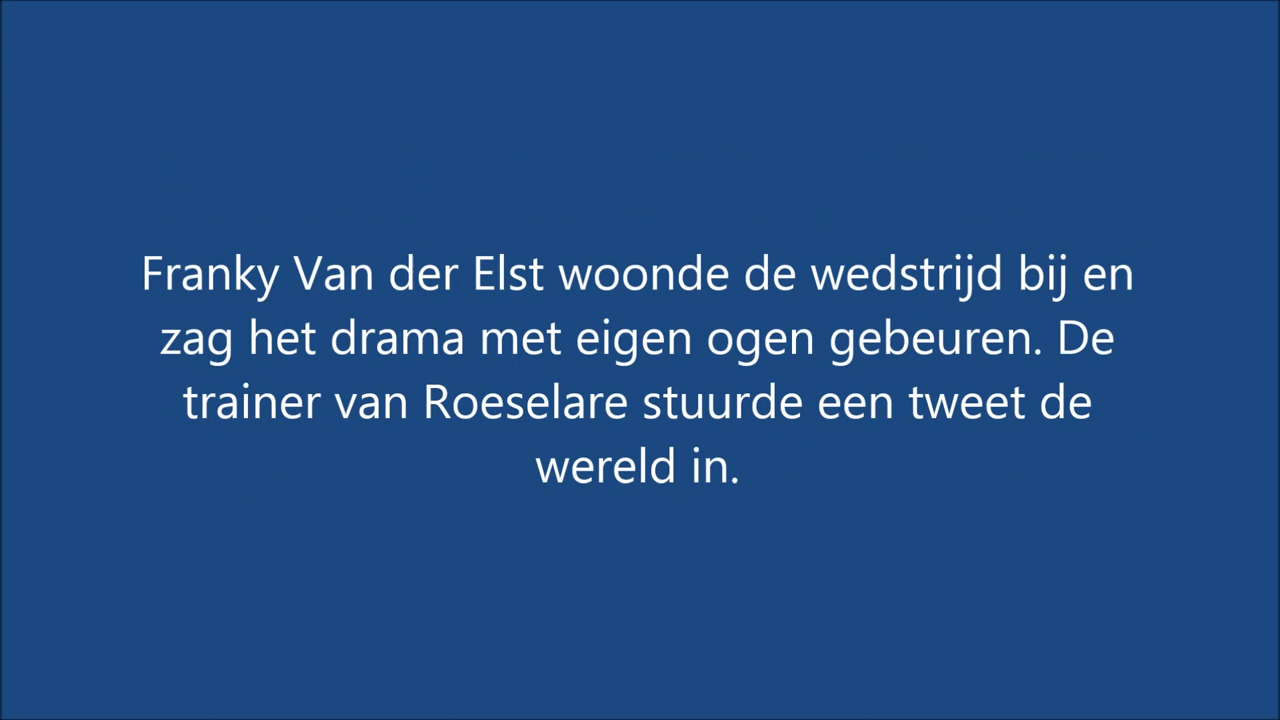 Franky Van der Elst woonde de wedstrijd bij en
zag het drama met eigen ogen gebeuren. De
trainer van Roeselare stuurde een tweet de
wereld in.